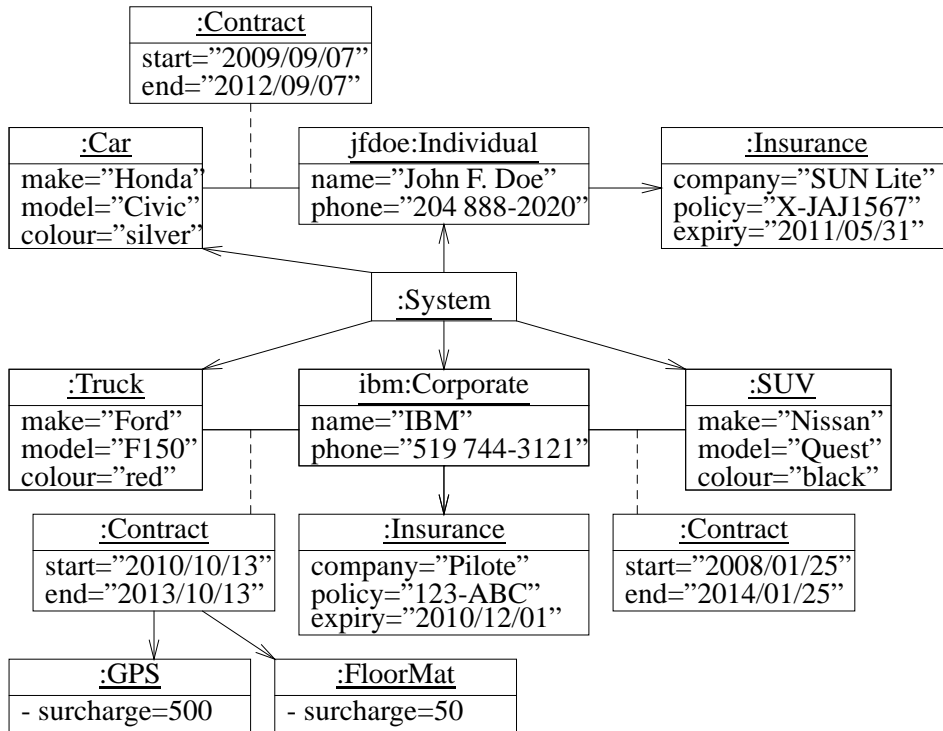 :Contract
start=”2009/09/07”
end=”2012/09/07”
:Car
make=”Honda”
model=”Civic”
colour=”silver”
jfdoe:Individual
name=”John F. Doe”
phone=”204 888-2020”
:Insurance
company=”SUN Lite”
policy=”X-JAJ1567”
expiry=”2011/05/31”
:System
:Truck
make=”Ford”
model=”F150”
colour=”red”
ibm:Corporate
name=”IBM”
phone=”519 744-3121”
:SUV
make=”Nissan”
model=”Quest”
colour=”black”
:Contract
start=”2010/10/13”
end=”2013/10/13”
:Insurance
company=”Pilote”
policy=”123-ABC”
expiry=”2010/12/01”
:Contract
start=”2008/01/25”
end=”2014/01/25”
:GPS
- surcharge=500
:FloorMat
- surcharge=50